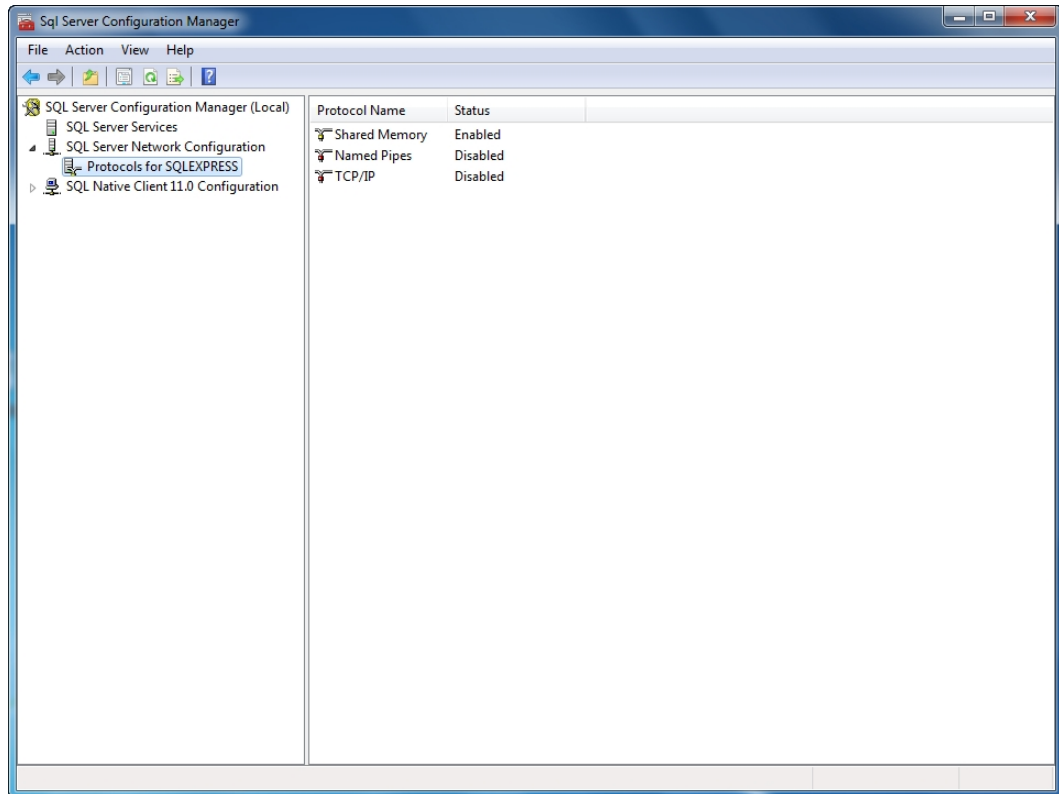 Sql Server Configuration Manager
File Action View Help
SQL Server Configuration Manager (Local)
SQL Server Services
SQL Server Network Configuration
Protocols for SQLEXPRESS
SQL Native Client 11.0 Configuration
Protocol Name Status
Shared Memory Enabled
Named Pipes Disabled
TCP/IP Disabled